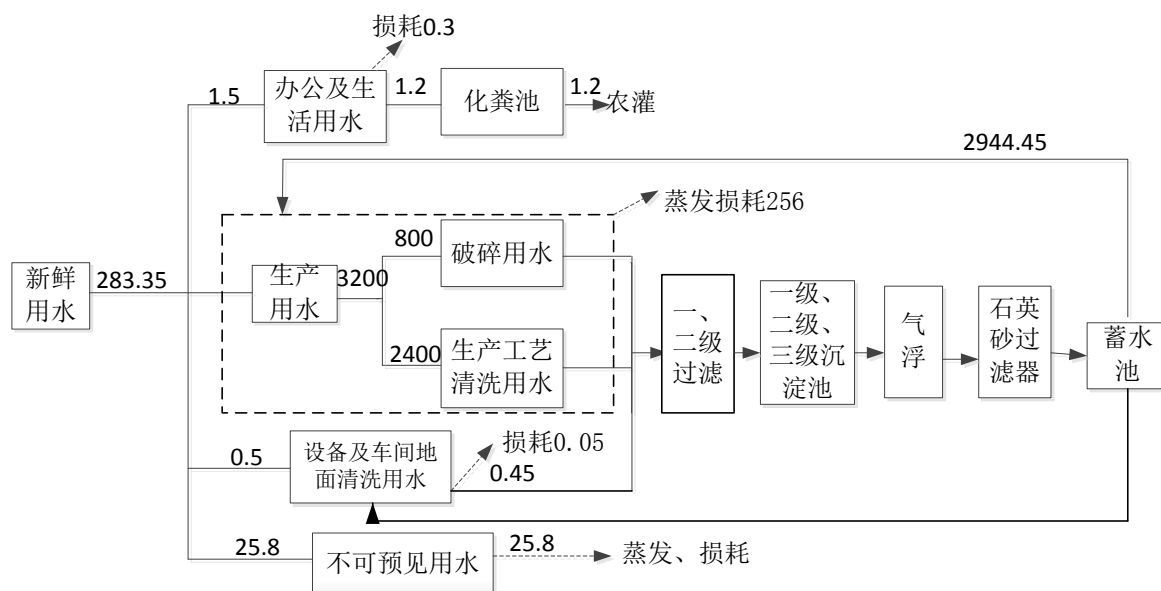 损耗0.3
1.5
办公及生
活用水
1.2
化粪池
1.2
农灌
2944.45
蒸发损耗256
新鲜
用水
283.35
生产
用水
3200
800
破碎用水
2400
生产工艺
清洗用水
一、
二级
过滤
一级、
二级、
三级沉
淀池
气
浮
石英
砂过
滤器
蓄水
池
0.5
设备及车间地
面清洗用水
损耗0.05
0.45
25.8
不可预见用水
25.8
蒸发、损耗